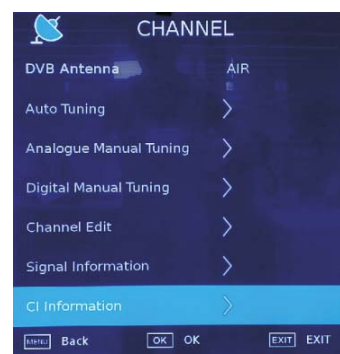 CHANNEL
DVB Antenna AIR
Auto Tuning
Analogue Manual Tuning
Digital Manual Tuning
Channel Edit
Signal Information
CI Information
MENU Back OK OK EXIT EXIT